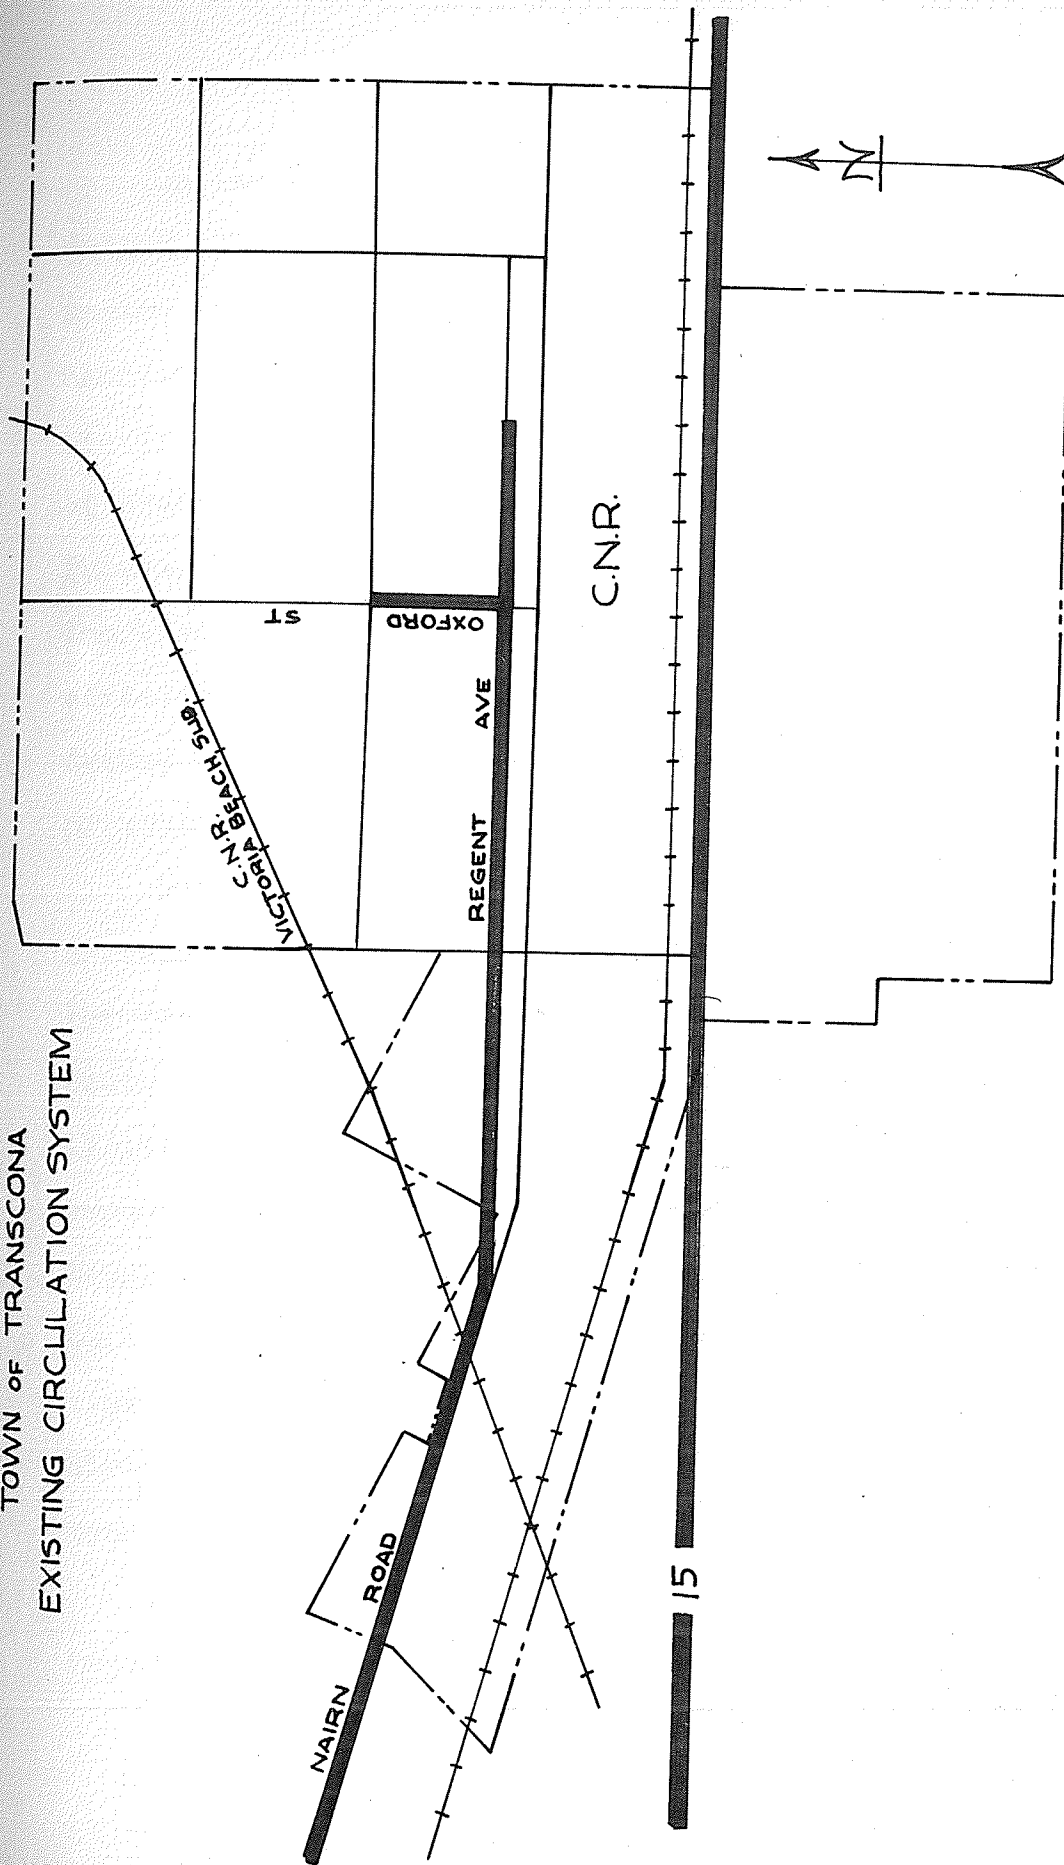 TOWN OF TRANSCONA
EXISTING CIRCULATION SYSTEM
N
C.N.R.
VICTORIA BEACH SUB.
OXFORD
ST
REGENT AVE
C.N.R.
NAIRN ROAD
15